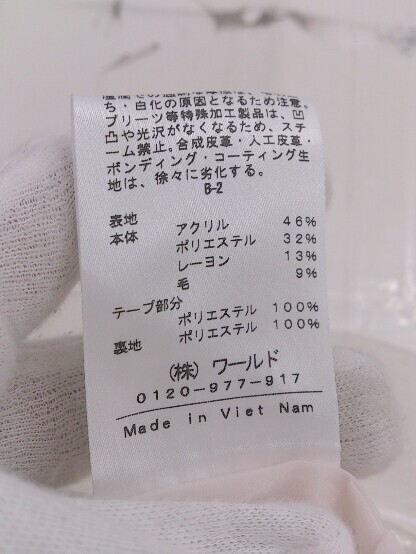 ち・白化の原因となるため注意。
プリーツ等特殊加工製品は、凹
凸や光沢がなくなるため、スチ
ーム禁止。合成皮革・人工皮革・
ボンディング・コーティング生
地は、徐々に劣化する。
B-2
表地
本体 アクリル 46%
ポリエステル 32%
レーヨン 13%
毛 9%
テープ部分
ポリエステル 100%
裏地 ポリエステル 100%
(株) ワールド
0120-977-917
Made in Viet Nam